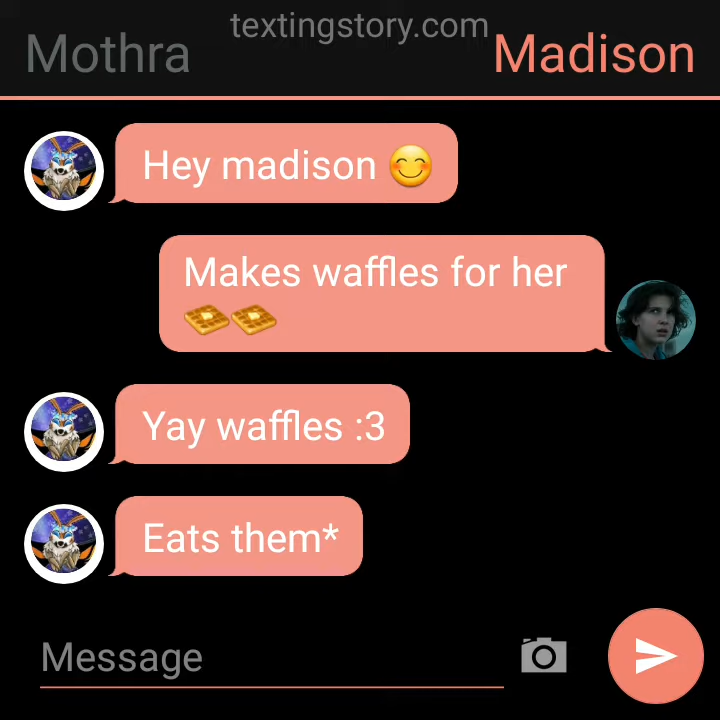 textingstory.com
Mothra
Madison
Hey madison 😊
Makes waffles for her
🧇🧇
Yay waffles :3
Eats them*
Message